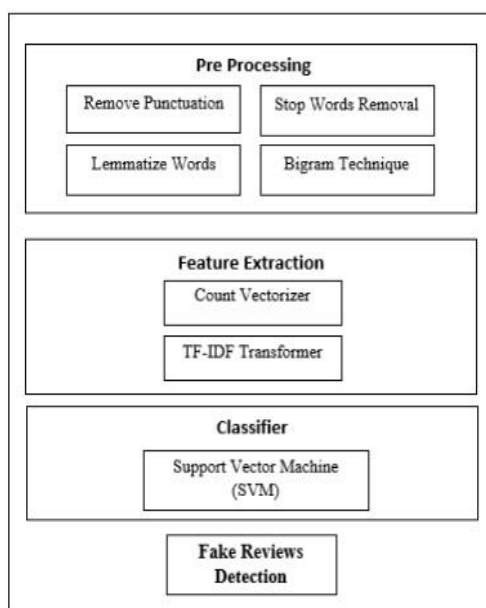 Pre Processing
Remove Punctuation
Stop Words Removal
Lemmatize Words
Bigram Technique
Feature Extraction
Count Vectorizer
TF-IDF Transformer
Classifier
Support Vector Machine
(SVM)
Fake Reviews
Detection